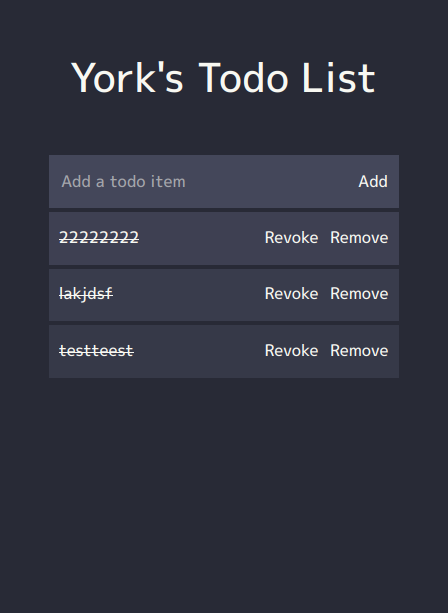 York's Todo List
Add a todo item Add
22222222 Revoke Remove
lakjdsf Revoke Remove
testteest Revoke Remove